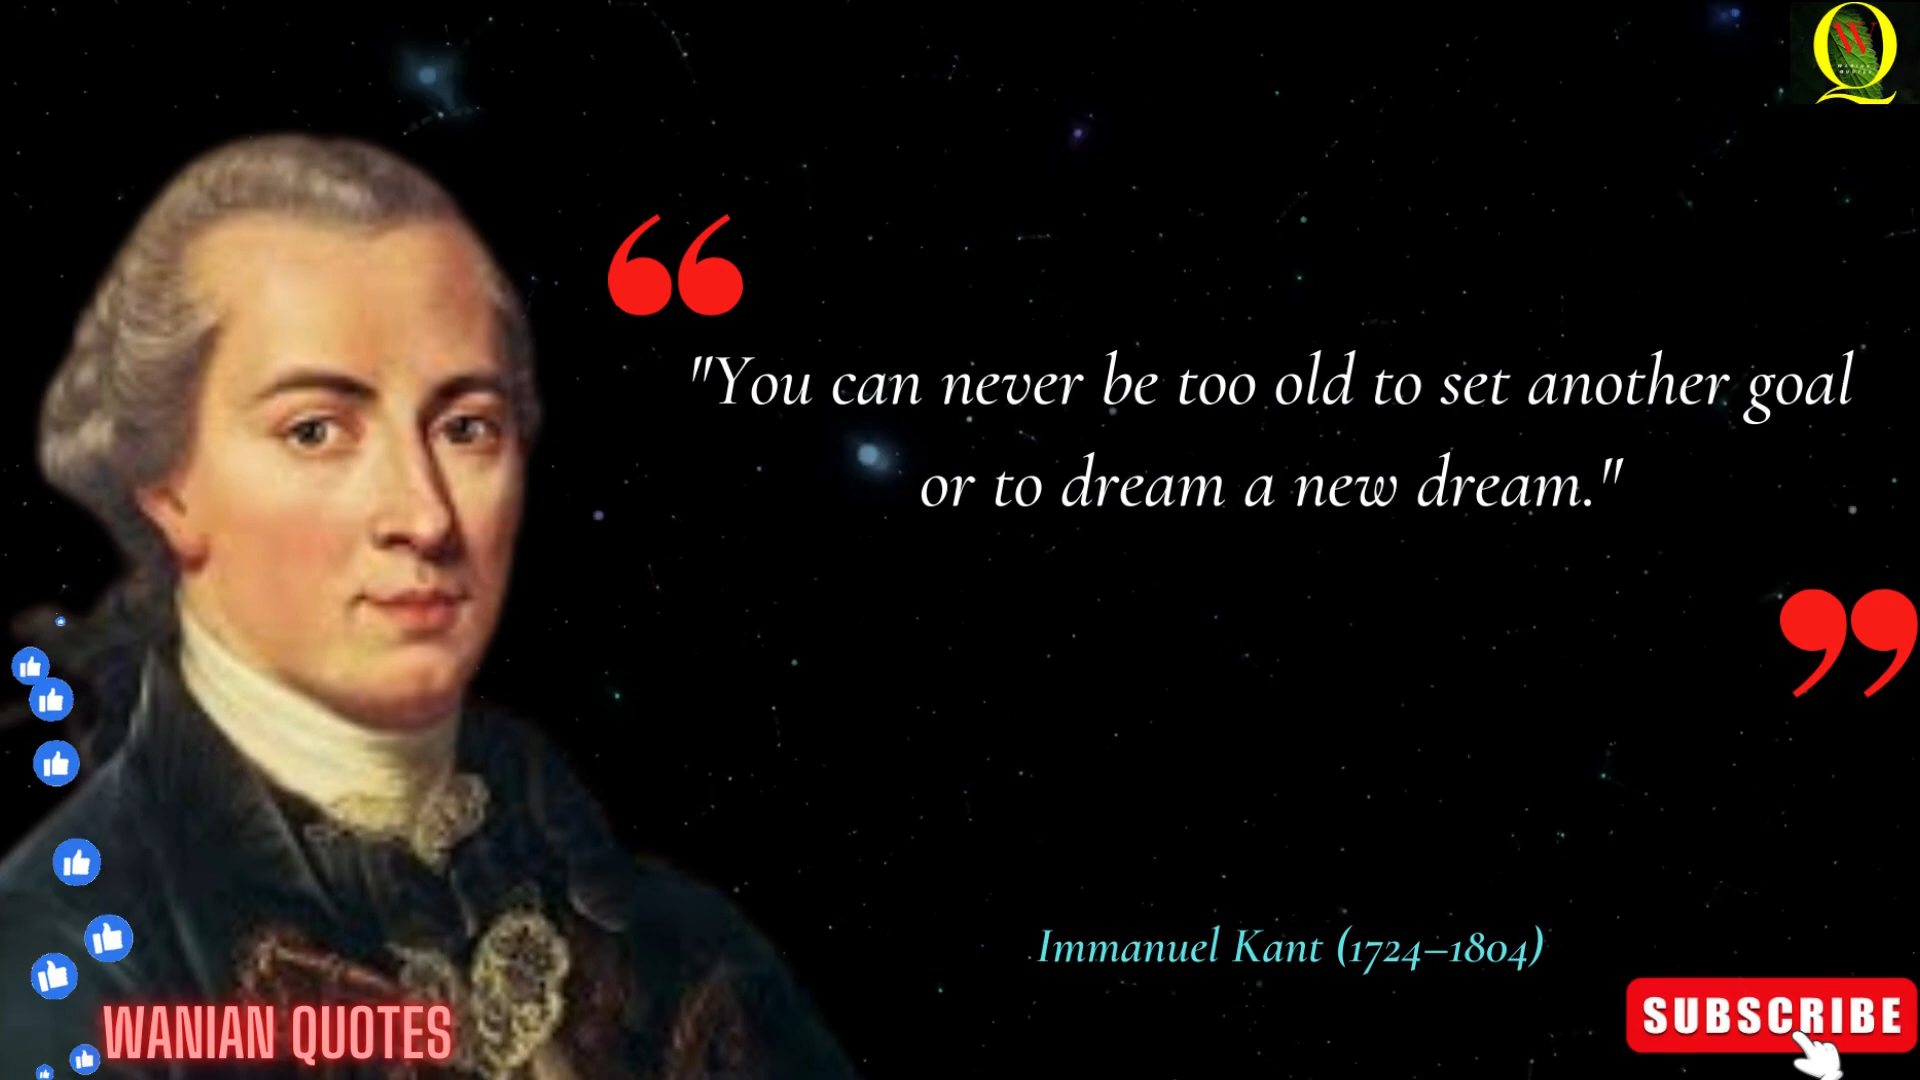 "You can never be too old to set another goal
or to dream a new dream."
Immanuel Kant (1724–1804)
WANIAN QUOTES
SUBSCRIBE